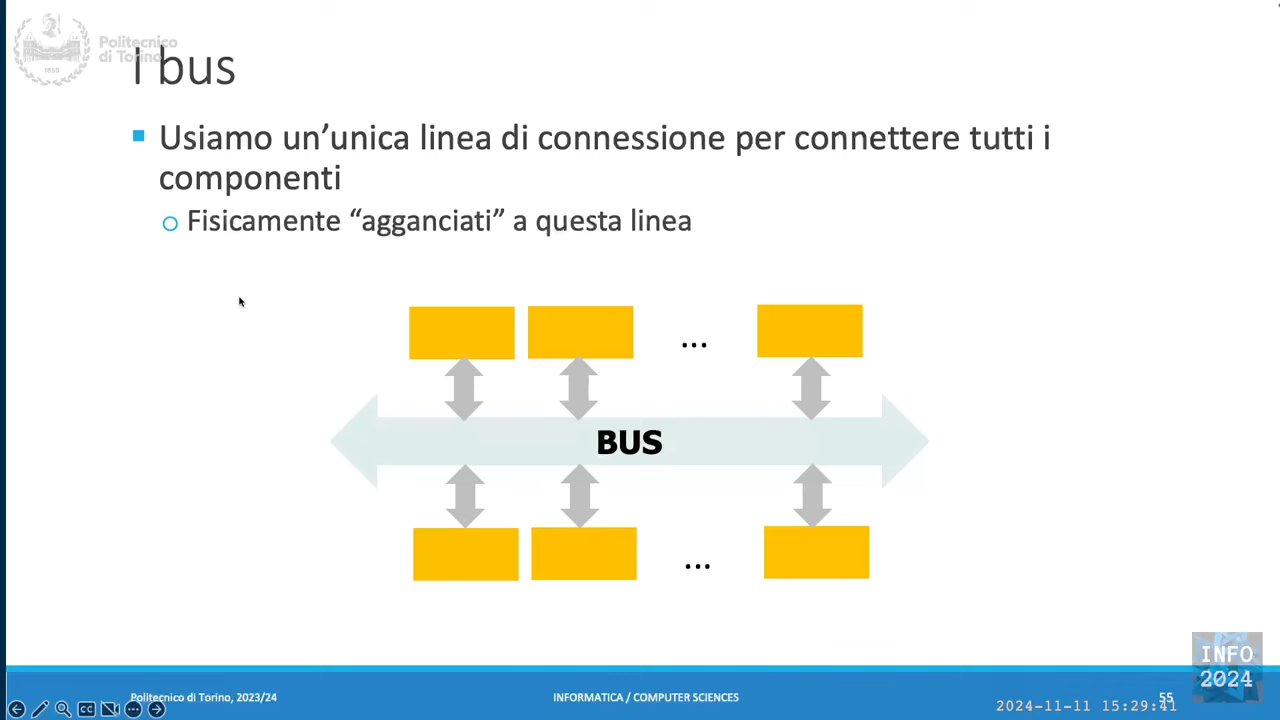 Politecnico
di Torino
I bus
Usiamo un'unica linea di connessione per connettere tutti i
componenti
Fisicamente “agganciati” a questa linea
...
BUS
...
INFO
2024
Politecnico di Torino, 2023/24
INFORMATICA / COMPUTER SCIENCES
55
CC
2024-11-11 15:29:41